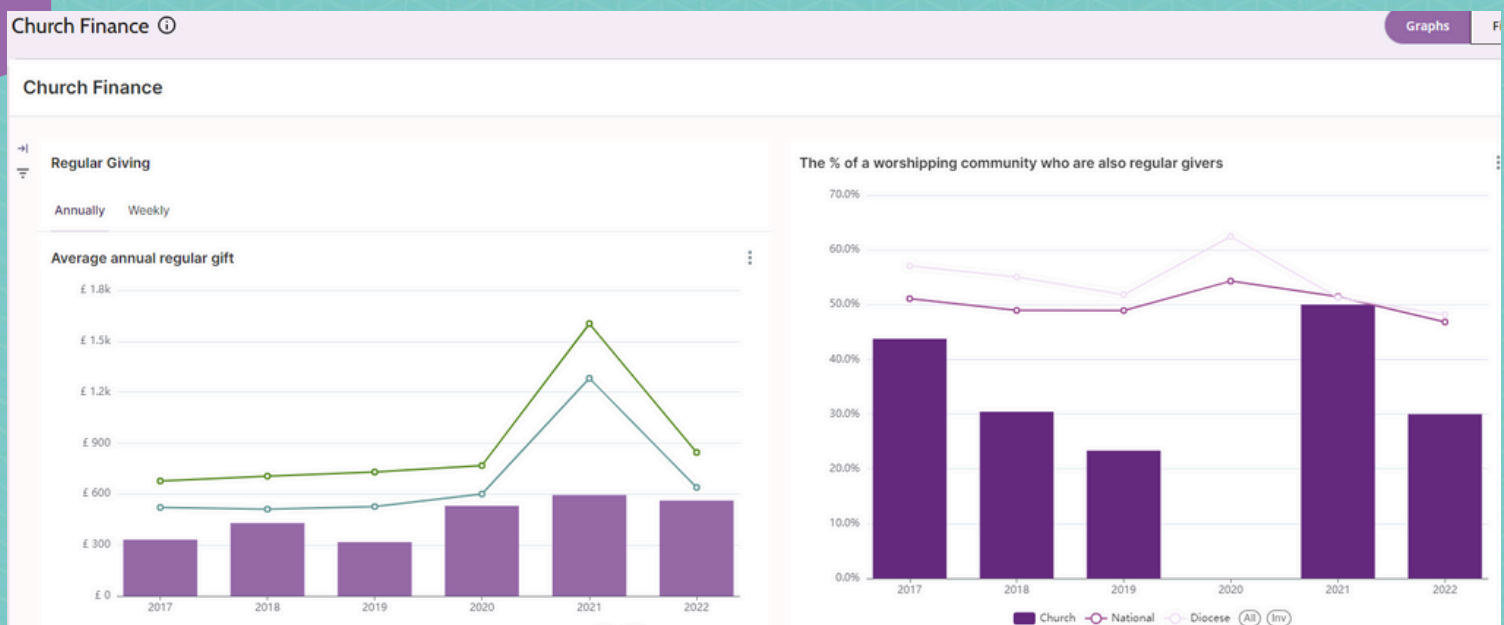 Church Finance
Graphs
Church Finance
Regular Giving
Annually Weekly
Average annual regular gift
£ 1.8k
£ 1.5k
£ 1.2k
£ 900
£ 600
£ 300
£ 0
2017 2018 2019 2020 2021 2022
The % of a worshipping community who are also regular givers
70.0%
60.0%
50.0%
40.0%
30.0%
20.0%
10.0%
0.0%
2017 2018 2019 2020 2021 2022
Church National Diocese All Inv